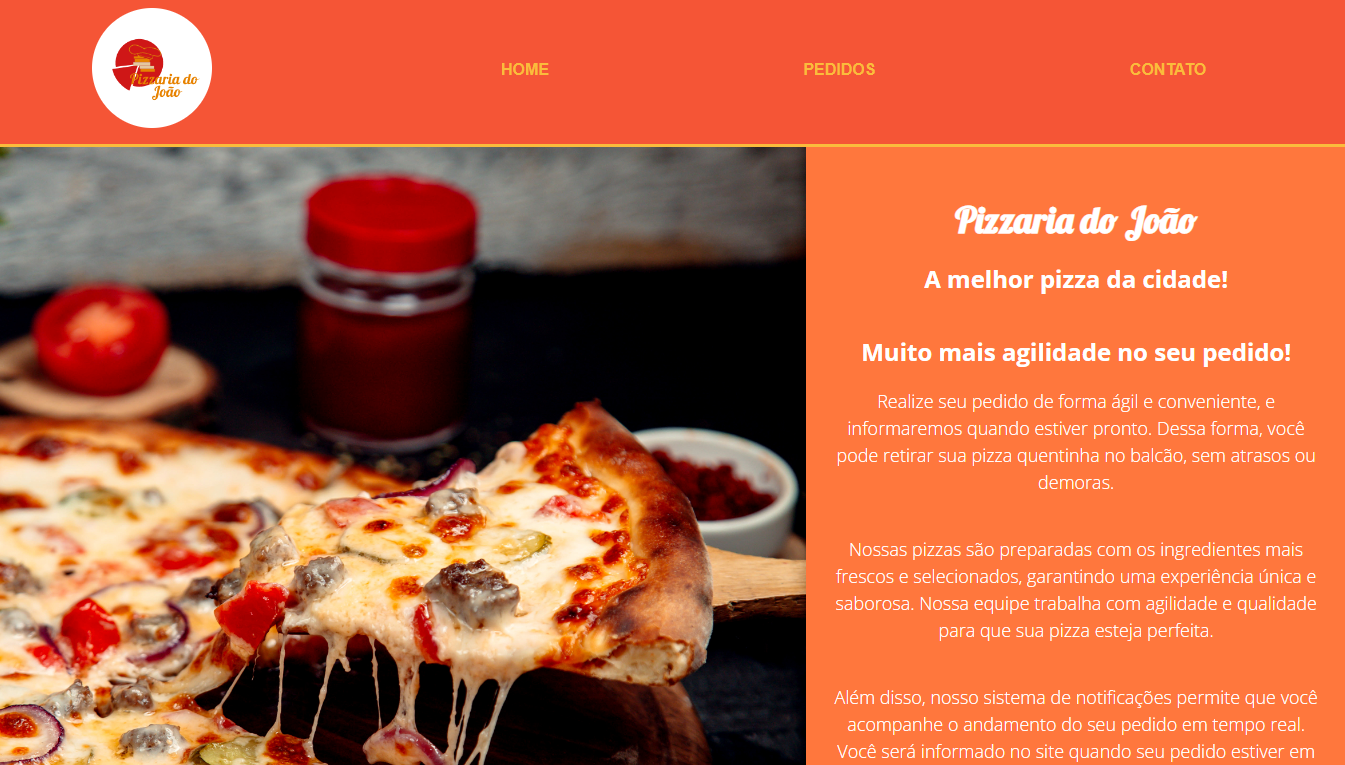 Pizzaria do
João
HOME
PEDIDOS
CONTATO
Pizzaria do João
A melhor pizza da cidade!
Muito mais agilidade no seu pedido!
Realize seu pedido de forma ágil e conveniente, e
informaremos quando estiver pronto. Dessa forma, você
pode retirar sua pizza quentinha no balcão, sem atrasos ou
demoras.
Nossas pizzas são preparadas com os ingredientes mais
frescos e selecionados, garantindo uma experiência única e
saborosa. Nossa equipe trabalha com agilidade e qualidade
para que sua pizza esteja perfeita.
Além disso, nosso sistema de notificações permite que você
acompanhe o andamento do seu pedido em tempo real.
Você será informado no site quando seu pedido estiver em